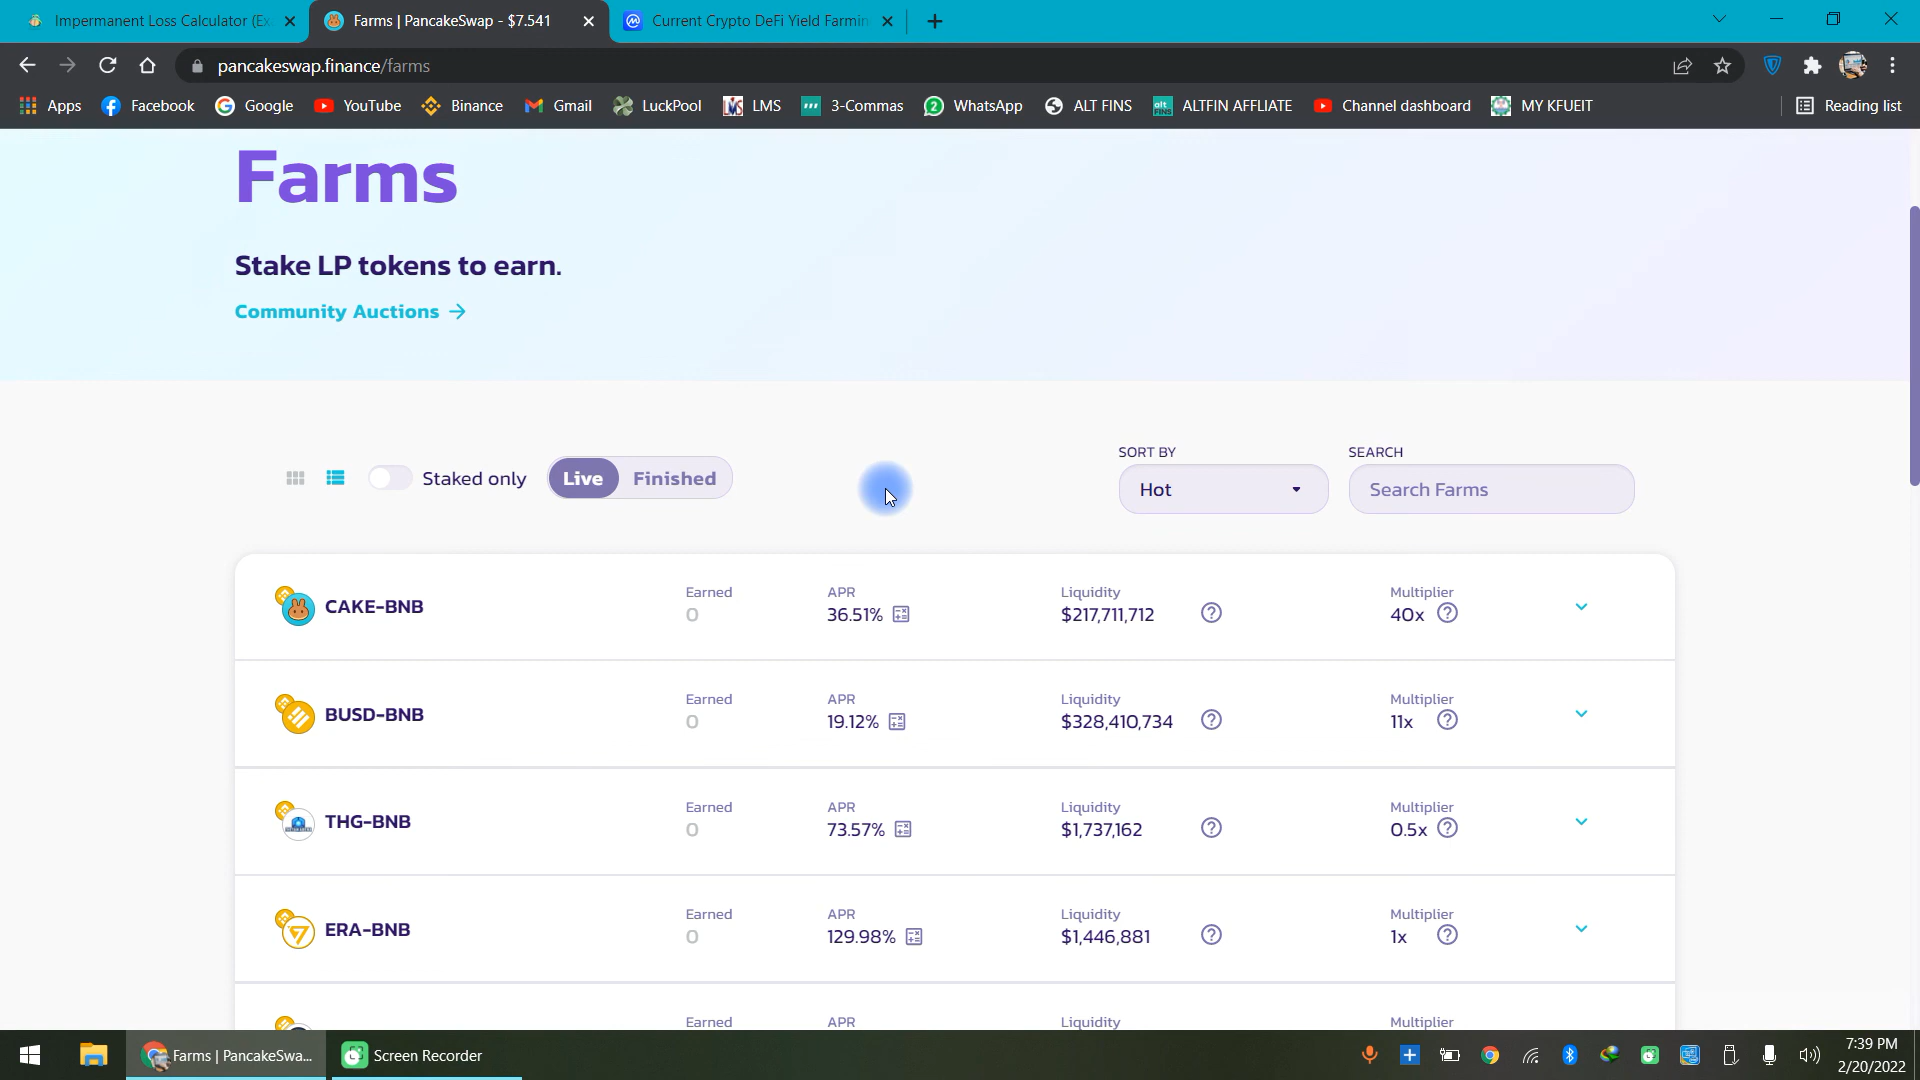 Impermanent Loss Calculator (Ex
Farms | PancakeSwap - $7.541
Current Crypto DeFi Yield Farmin
pancakeswap.finance/farms
Apps
Facebook
Google
YouTube
Binance
Gmail
LuckPool
LMS
3-Commas
WhatsApp
ALT FINS
ALTFIN AFFLIATE
Channel dashboard
MY KFUEIT
Reading list
Farms
Stake LP tokens to earn.
Community Auctions
Staked only
Live
Finished
SORT BY
SEARCH
Hot
Search Farms
CAKE-BNB
Earned
0
APR
36.51%
Liquidity
$217,711,712
Multiplier
40x
BUSD-BNB
Earned
0
APR
19.12%
Liquidity
$328,410,734
Multiplier
11x
THG-BNB
Earned
0
APR
73.57%
Liquidity
$1,737,162
Multiplier
0.5x
ERA-BNB
Earned
0
APR
129.98%
Liquidity
$1,446,881
Multiplier
1x
Earned
APR
Liquidity
Multiplier
Farms | PancakeSwa...
Screen Recorder
7:39 PM
2/20/2022